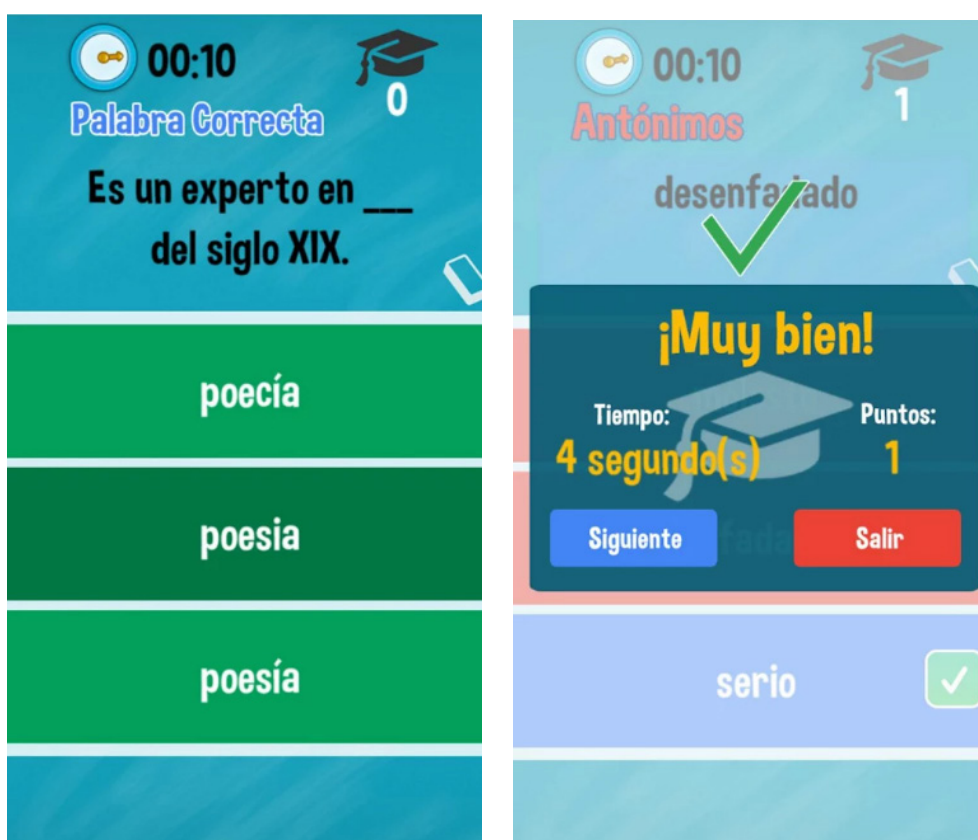 00:10
0
Palabra Correcta
Es un experto en ___
del siglo XIX.
poecía
poesia
poesía
00:10
1
Antónimos
desenfadado
¡Muy bien!
Tiempo:
Puntos:
4 segundo(s)
1
Siguiente
Salir
serio